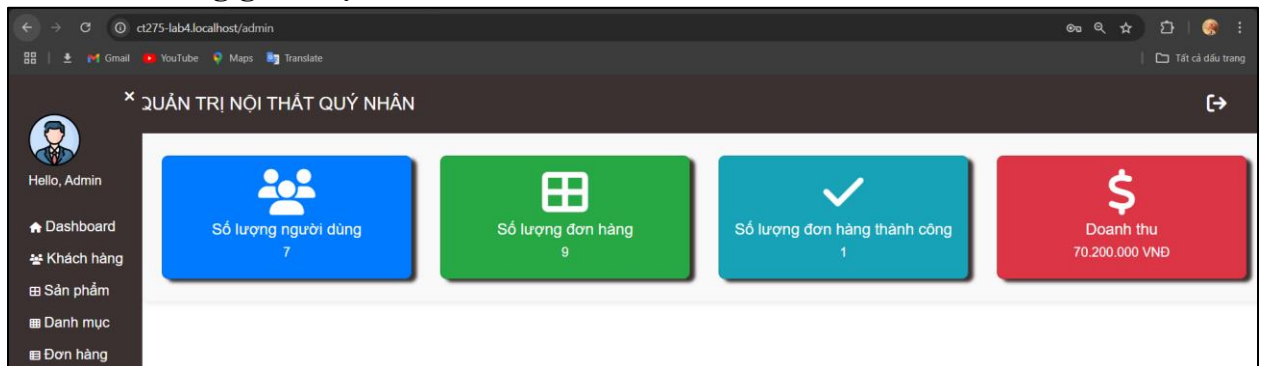 ct275-lab4.localhost/admin
Gmail YouTube Maps Translate Tất cả dấu trang
QUẢN TRỊ NỘI THẤT QUÝ NHÂN
Hello, Admin
Dashboard
Khách hàng
Sản phẩm
Danh mục
Đơn hàng
Số lượng người dùng
7
Số lượng đơn hàng
9
Số lượng đơn hàng thành công
1
Doanh thu
70.200.000 VNĐ